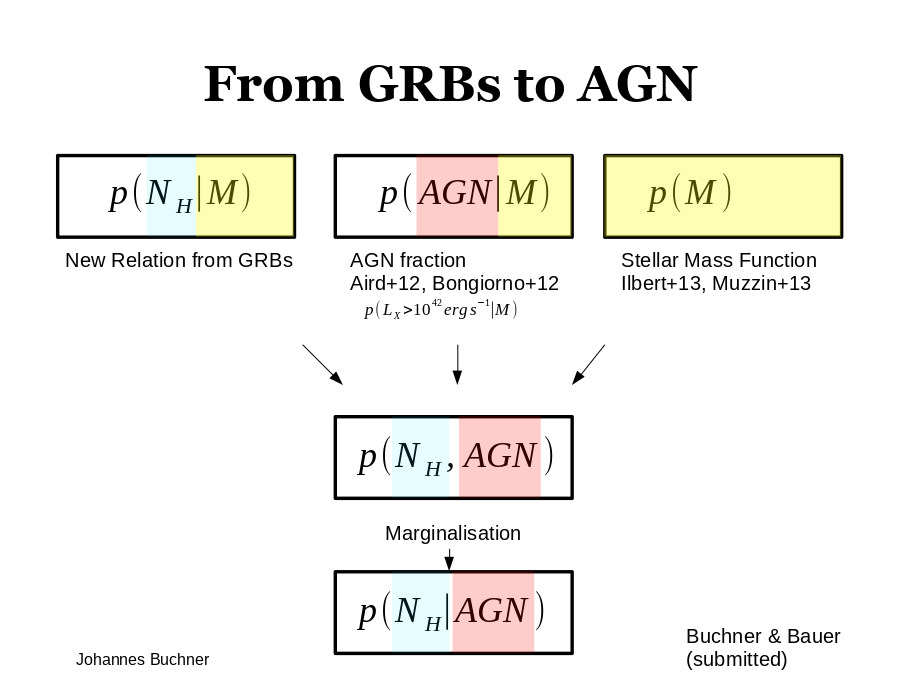 From GRBs to AGN
p(N_H|M)
p(AGN|M)
p(M)
New Relation from GRBs
AGN fraction
Aird+12, Bongiorno+12
p(L_X>10^42 erg s^−1|M)
Stellar Mass Function
Ilbert+13, Muzzin+13
p(N_H, AGN)
Marginalisation
p(N_H|AGN)
Johannes Buchner
Buchner & Bauer
(submitted)